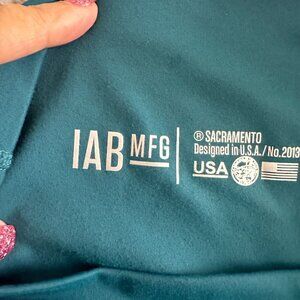 IAB MFG
® SACRAMENTO
Designed in U.S.A./No.2013
USA